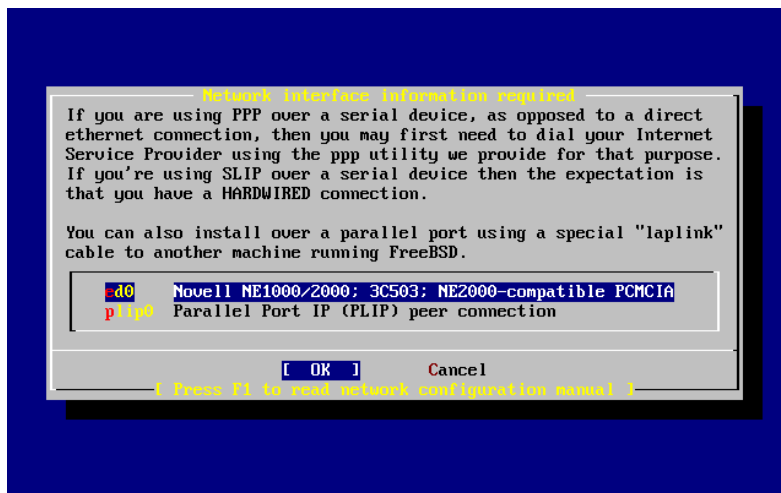 Network interface information required
If you are using PPP over a serial device, as opposed to a direct
ethernet connection, then you may first need to dial your Internet
Service Provider using the ppp utility we provide for that purpose.
If you're using SLIP over a serial device then the expectation is
that you have a HARDWIRED connection.
You can also install over a parallel port using a special "laplink"
cable to another machine running FreeBSD.
ed0 Novell NE1000/2000; 3C503; NE2000-compatible PCMCIA
plip0 Parallel Port IP (PLIP) peer connection
[ OK ] Cancel
[ Press F1 to read network configuration manual ]